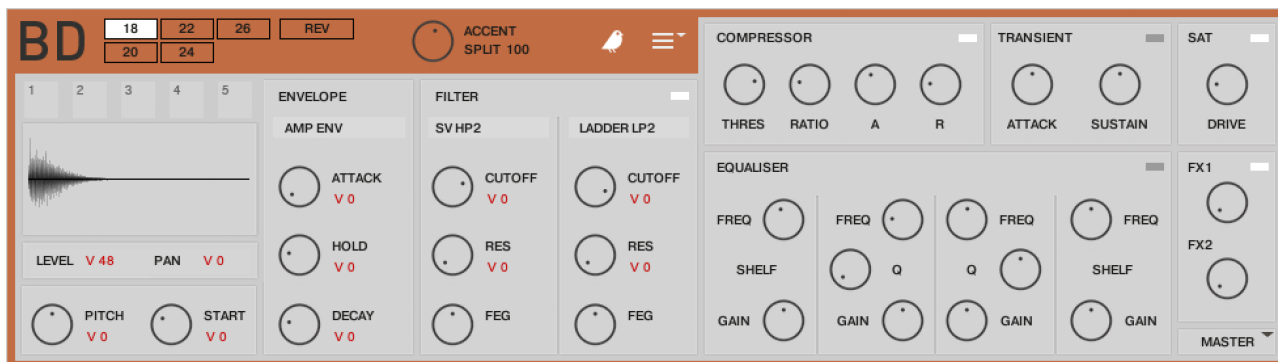 BD
18 22 26 REV
20 24
ACCENT
SPLIT 100
1 2 3 4 5
LEVEL V 48 PAN V 0
PITCH
V 0
START
V 0
ENVELOPE
AMP ENV
ATTACK
V 0
HOLD
V 0
DECAY
V 0
FILTER
SV HP2
CUTOFF
V 0
RES
V 0
FEG
LADDER LP2
CUTOFF
V 0
RES
V 0
FEG
COMPRESSOR
THRES RATIO A R
TRANSIENT
ATTACK SUSTAIN
SAT
DRIVE
EQUALISER
FREQ FREQ FREQ FREQ
SHELF Q Q SHELF
GAIN GAIN GAIN GAIN
FX1
FX2
MASTER